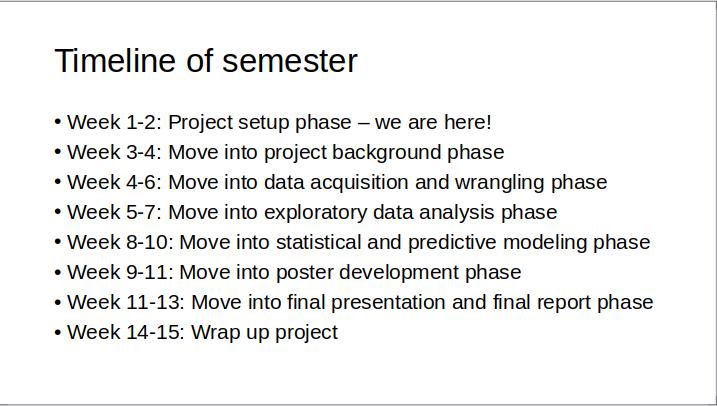 Timeline of semester
• Week 1-2: Project setup phase – we are here!
• Week 3-4: Move into project background phase
• Week 4-6: Move into data acquisition and wrangling phase
• Week 5-7: Move into exploratory data analysis phase
• Week 8-10: Move into statistical and predictive modeling phase
• Week 9-11: Move into poster development phase
• Week 11-13: Move into final presentation and final report phase
• Week 14-15: Wrap up project